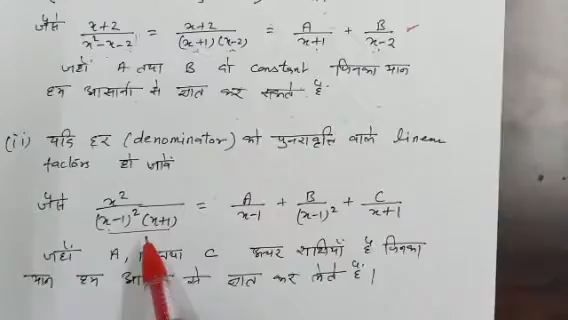 जैसे x+2 / x²-x-2 = x+2 / (x+1)(x-2) = A / x+1 + B / x-2
जहाँ A तथा B दो constant जिनका मान
हम आसानी से ज्ञात कर सकते हैं
(ii) यदि हर (denominator) को पुनरावृत्ति वाले linear
factors हो जावें
जैसे x² / (x-1)² (x+1) = A / x-1 + B / (x-1)² + C / x+1
जहाँ A, तथा C अचर राशियाँ हैं जिनका
मान हम से ज्ञात कर लेते हैं।